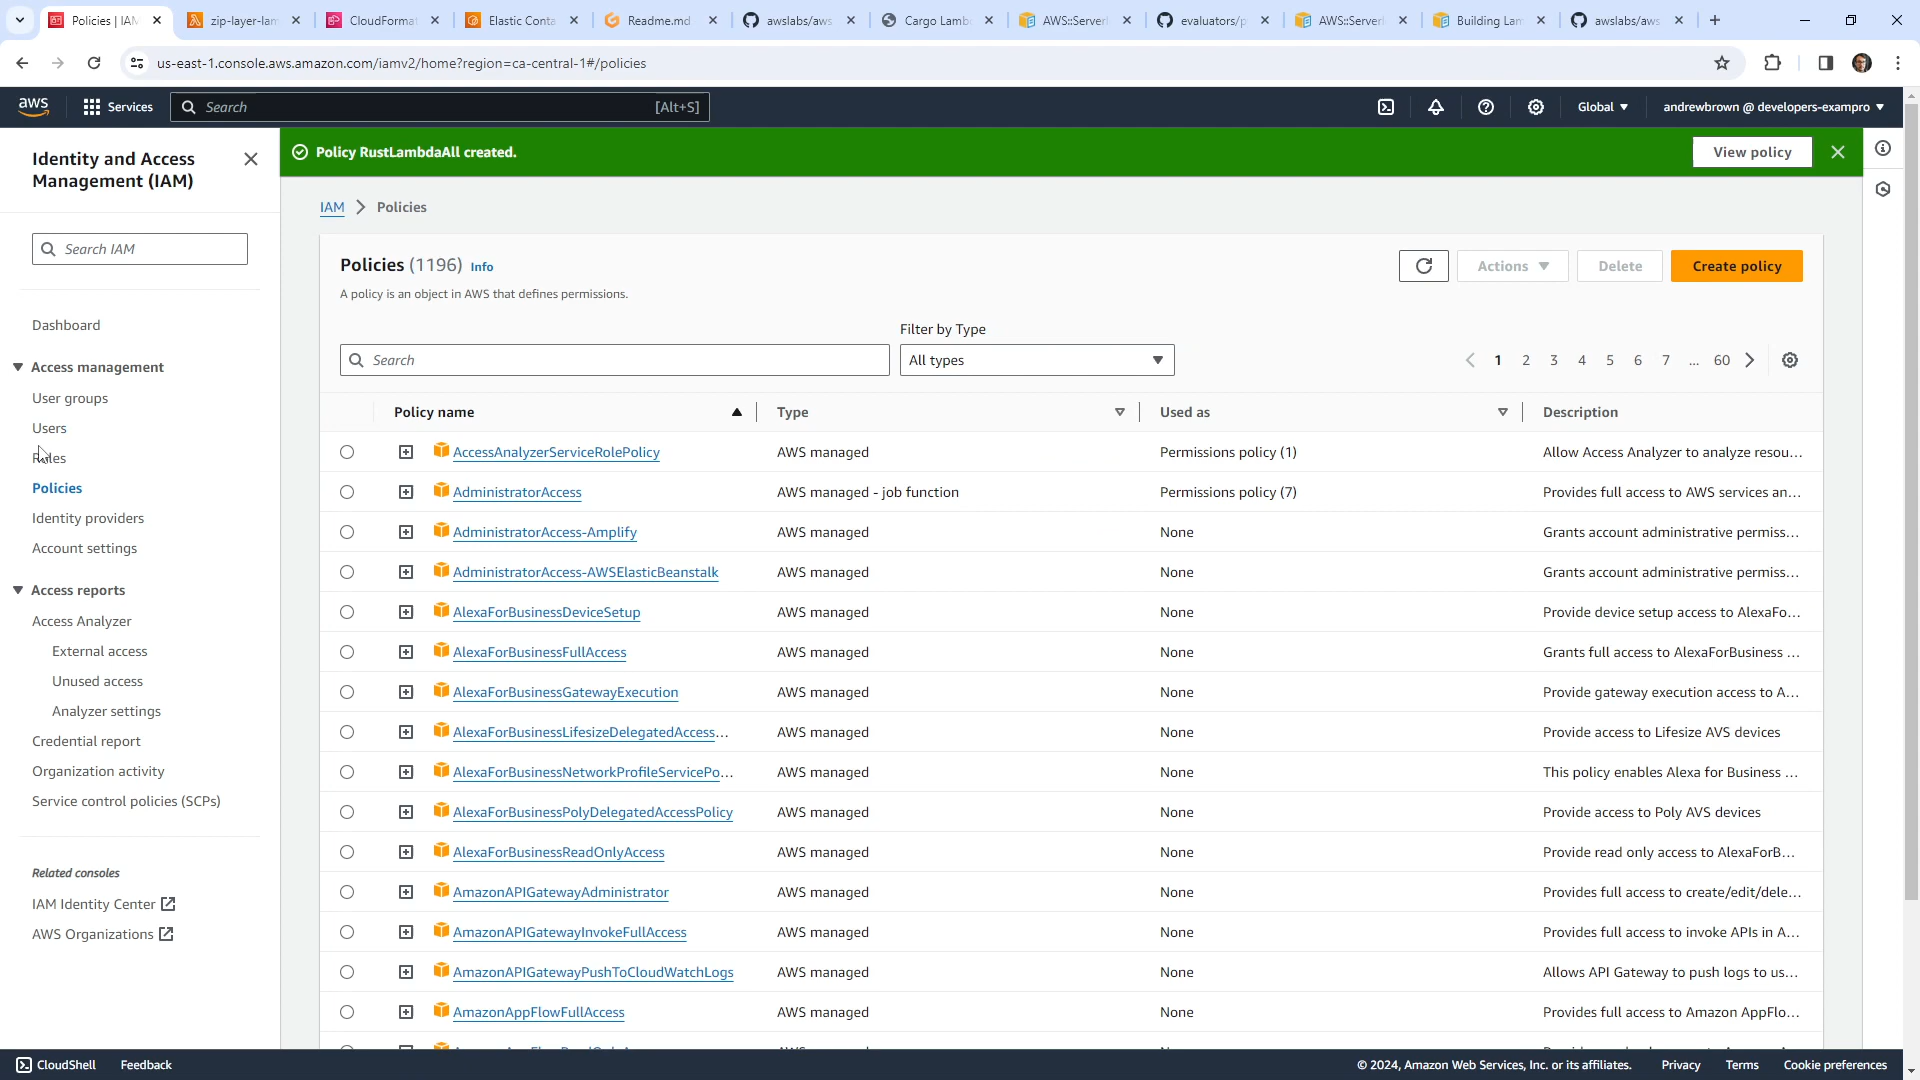 Policies | IAM
zip-layer-lam
CloudFormat
Elastic Conta
Readme.md
awslabs/aws
Cargo Lamb
AWS::Server
evaluators/p
AWS::Server
Building Lam
awslabs/aws
us-east-1.console.aws.amazon.com/iamv2/home?region=ca-central-1#/policies
aws
Services
Search
[Alt+S]
Global
andrewbrown @ developers-exampro
Identity and Access
Management (IAM)
Search IAM
Dashboard
Access management
User groups
Users
Roles
Policies
Identity providers
Account settings
Access reports
Access Analyzer
External access
Unused access
Analyzer settings
Credential report
Organization activity
Service control policies (SCPs)
Related consoles
IAM Identity Center
AWS Organizations
Policy RustLambdaAll created.
View policy
IAM > Policies
Policies (1196) Info
Actions
Delete
Create policy
A policy is an object in AWS that defines permissions.
Filter by Type
Search
All types
1 2 3 4 5 6 7 ... 60
Policy name Type Used as Description
AccessAnalyzerServiceRolePolicy AWS managed Permissions policy (1) Allow Access Analyzer to analyze resou...
AdministratorAccess AWS managed - job function Permissions policy (7) Provides full access to AWS services an...
AdministratorAccess-Amplify AWS managed None Grants account administrative permiss...
AdministratorAccess-AWSElasticBeanstalk AWS managed None Grants account administrative permiss...
AlexaForBusinessDeviceSetup AWS managed None Provide device setup access to AlexaFo...
AlexaForBusinessFullAccess AWS managed None Grants full access to AlexaForBusiness ...
AlexaForBusinessGatewayExecution AWS managed None Provide gateway execution access to A...
AlexaForBusinessLifesizeDelegatedAccess... AWS managed None Provide access to Lifesize AVS devices
AlexaForBusinessNetworkProfileServicePo... AWS managed None This policy enables Alexa for Business ...
AlexaForBusinessPolyDelegatedAccessPolicy AWS managed None Provide access to Poly AVS devices
AlexaForBusinessReadOnlyAccess AWS managed None Provide read only access to AlexaForB...
AmazonAPIGatewayAdministrator AWS managed None Provides full access to create/edit/dele...
AmazonAPIGatewayInvokeFullAccess AWS managed None Provides full access to invoke APIs in A...
AmazonAPIGatewayPushToCloudWatchLogs AWS managed None Allows API Gateway to push logs to us...
AmazonAppFlowFullAccess AWS managed None Provides full access to Amazon AppFlo...
CloudShell
Feedback
© 2024, Amazon Web Services, Inc. or its affiliates.
Privacy
Terms
Cookie preferences